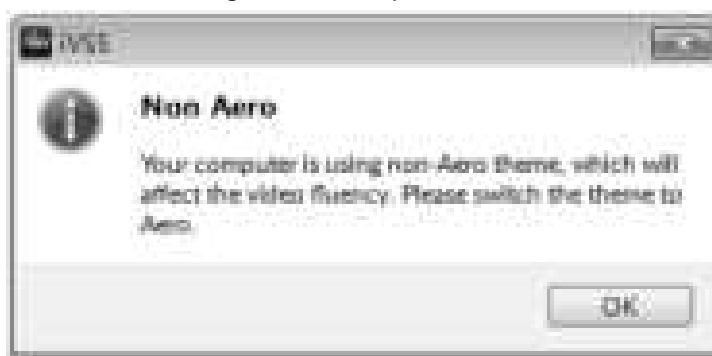 Non Aero
Your computer is using non-Aero theme, which will
affect the video fluency. Please switch the theme to
Aero.
OK